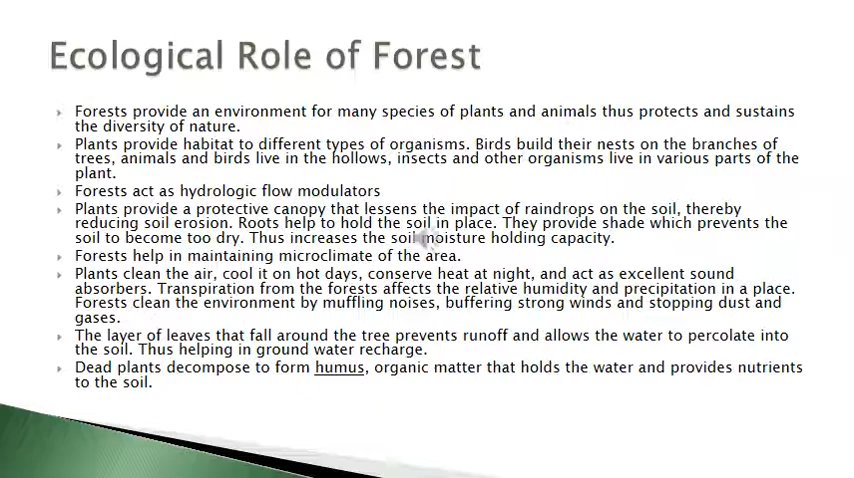 Ecological Role of Forest
Forests provide an environment for many species of plants and animals thus protects and sustains
the diversity of nature.
Plants provide habitat to different types of organisms. Birds build their nests on the branches of
trees, animals and birds live in the hollows, insects and other organisms live in various parts of the
plant.
Forests act as hydrologic flow modulators
Plants provide a protective canopy that lessens the impact of raindrops on the soil, thereby
reducing soil erosion. Roots help to hold the soil in place. They provide shade which prevents the
soil to become too dry. Thus increases the soil moisture holding capacity.
Forests help in maintaining microclimate of the area.
Plants clean the air, cool it on hot days, conserve heat at night, and act as excellent sound
absorbers. Transpiration from the forests affects the relative humidity and precipitation in a place.
Forests clean the environment by muffling noises, buffering strong winds and stopping dust and
gases.
The layer of leaves that fall around the tree prevents runoff and allows the water to percolate into
the soil. Thus helping in ground water recharge.
Dead plants decompose to form humus, organic matter that holds the water and provides nutrients
to the soil.